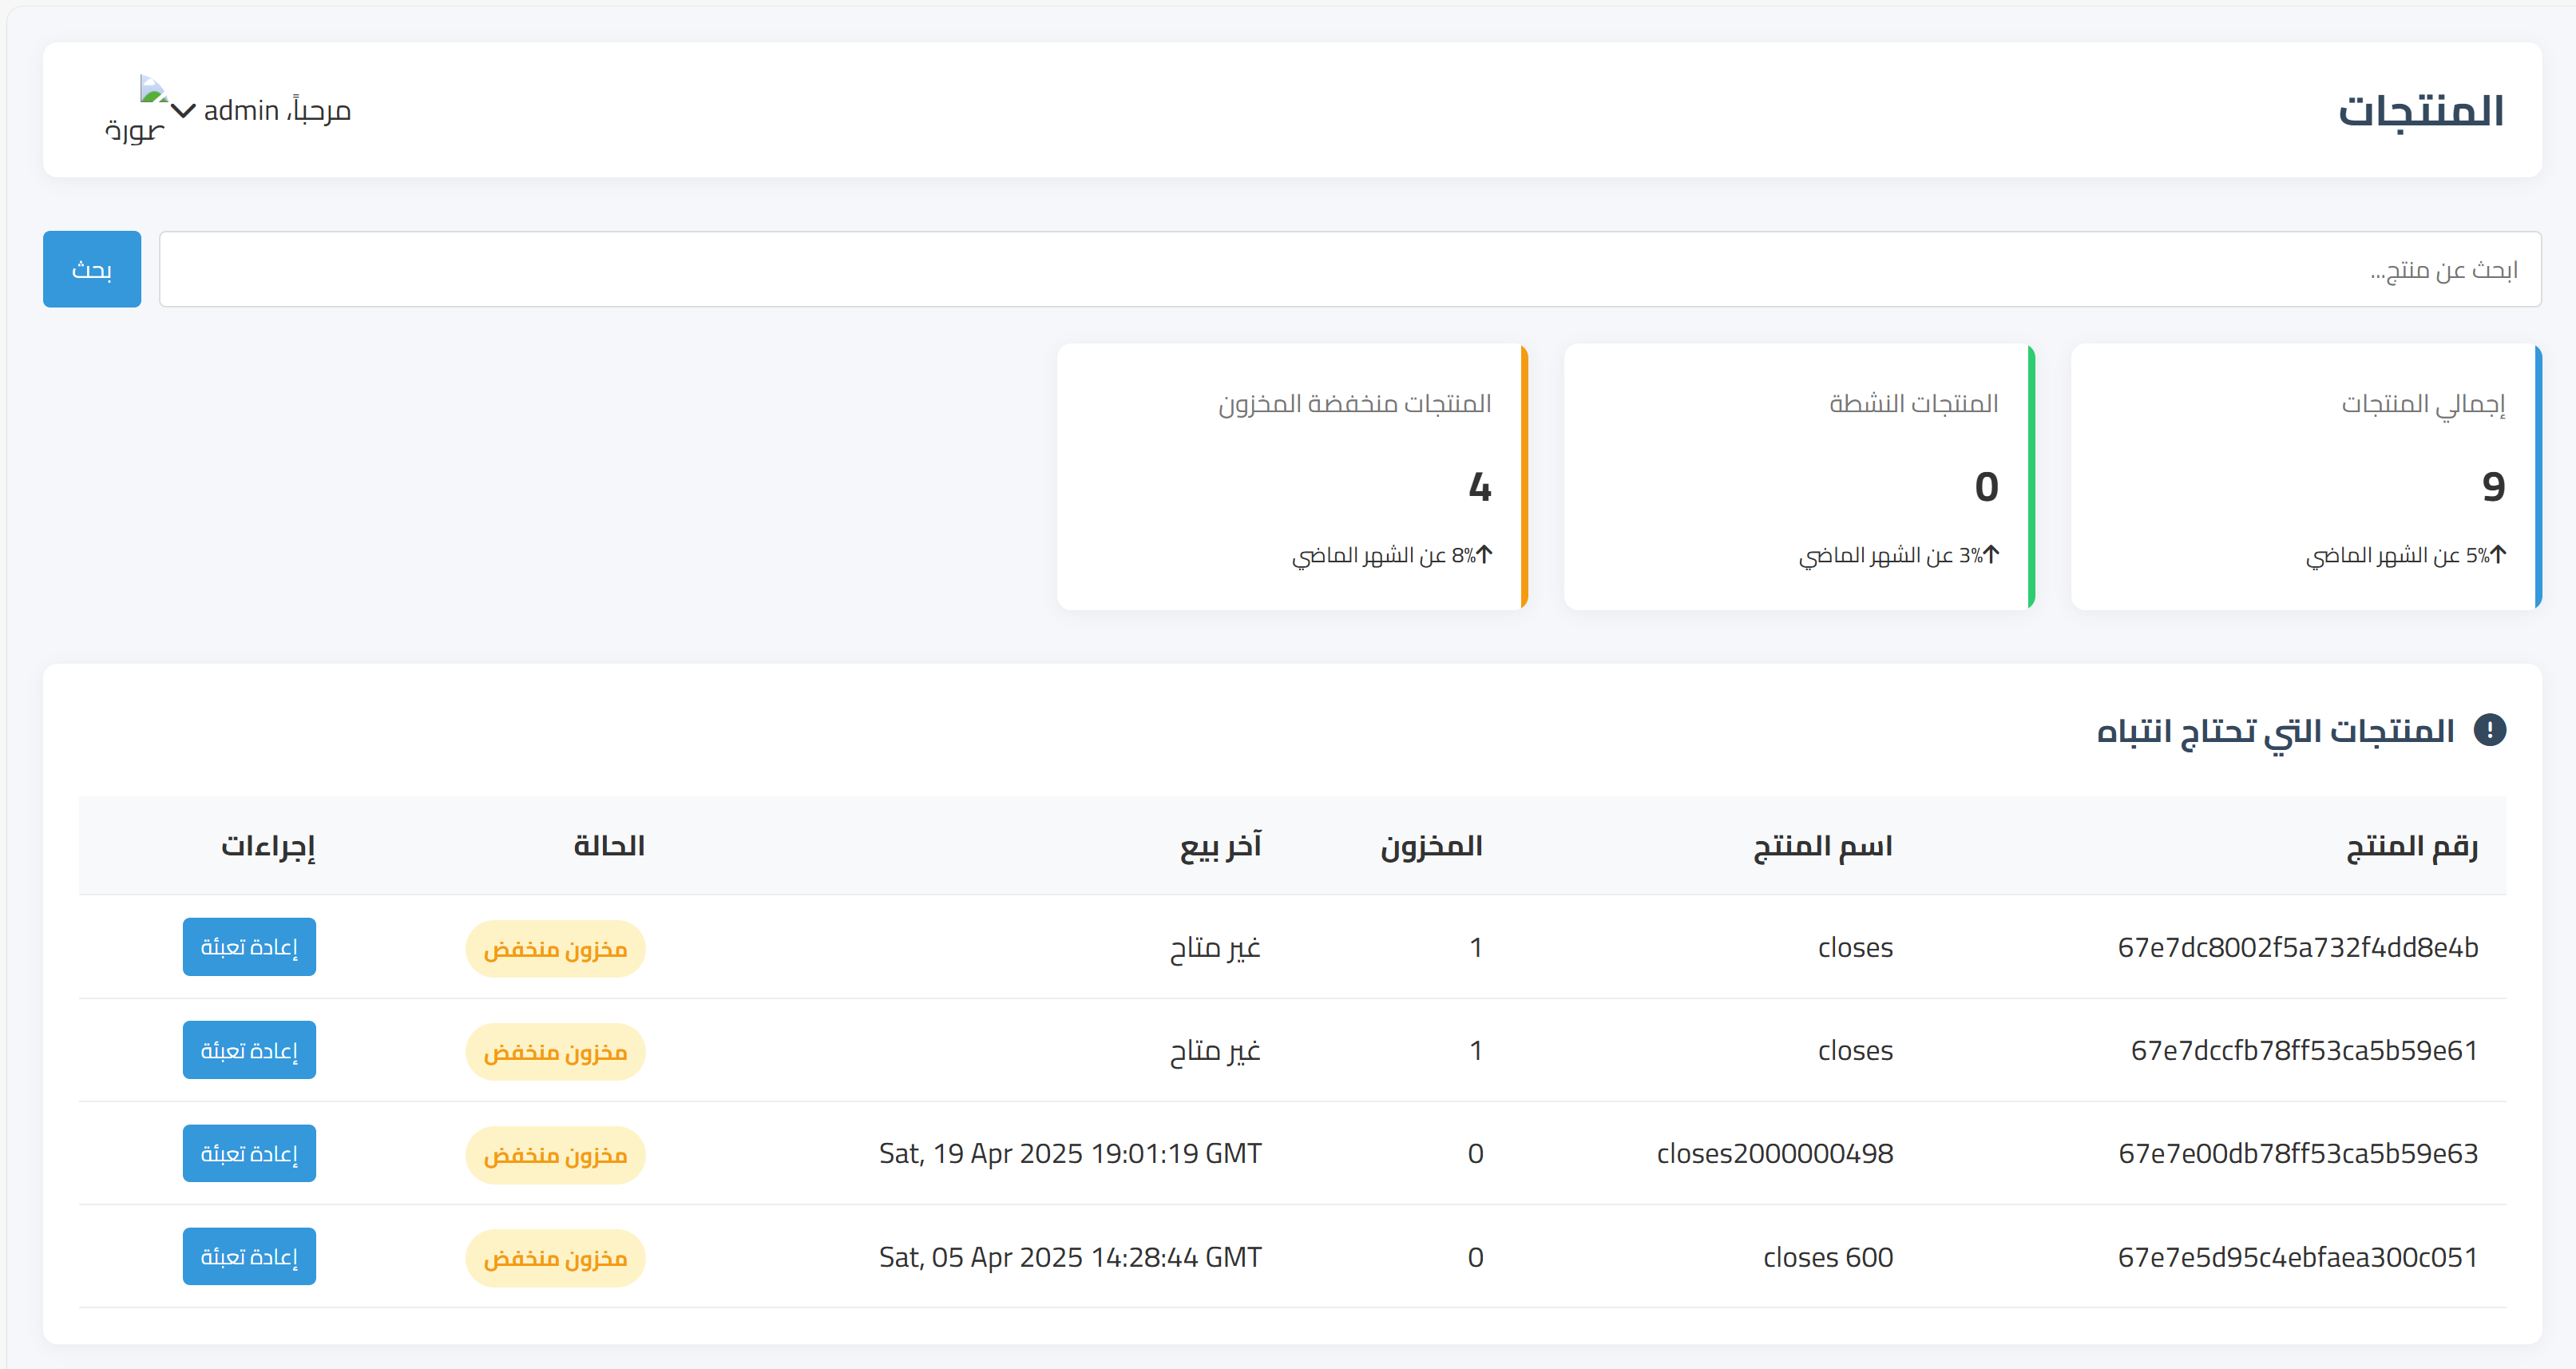 المنتجات
مرحباً، admin
صورة
ابحث عن منتج...
بحث
إجمالي المنتجات
9
5% عن الشهر الماضي
المنتجات النشطة
0
3% عن الشهر الماضي
المنتجات منخفضة المخزون
4
8% عن الشهر الماضي
المنتجات التي تحتاج انتباه
رقم المنتج اسم المنتج المخزون آخر بيع الحالة إجراءات
67e7dc8002f5a732f4dd8e4b closes 1 غير متاح مخزون منخفض إعادة تعبئة
67e7dccfb78ff53ca5b59e61 closes 1 غير متاح مخزون منخفض إعادة تعبئة
67e7e00db78ff53ca5b59e63 closes2000000498 0 Sat, 19 Apr 2025 19:01:19 GMT مخزون منخفض إعادة تعبئة
67e7e5d95c4ebfaea300c051 closes 600 0 Sat, 05 Apr 2025 14:28:44 GMT مخزون منخفض إعادة تعبئة